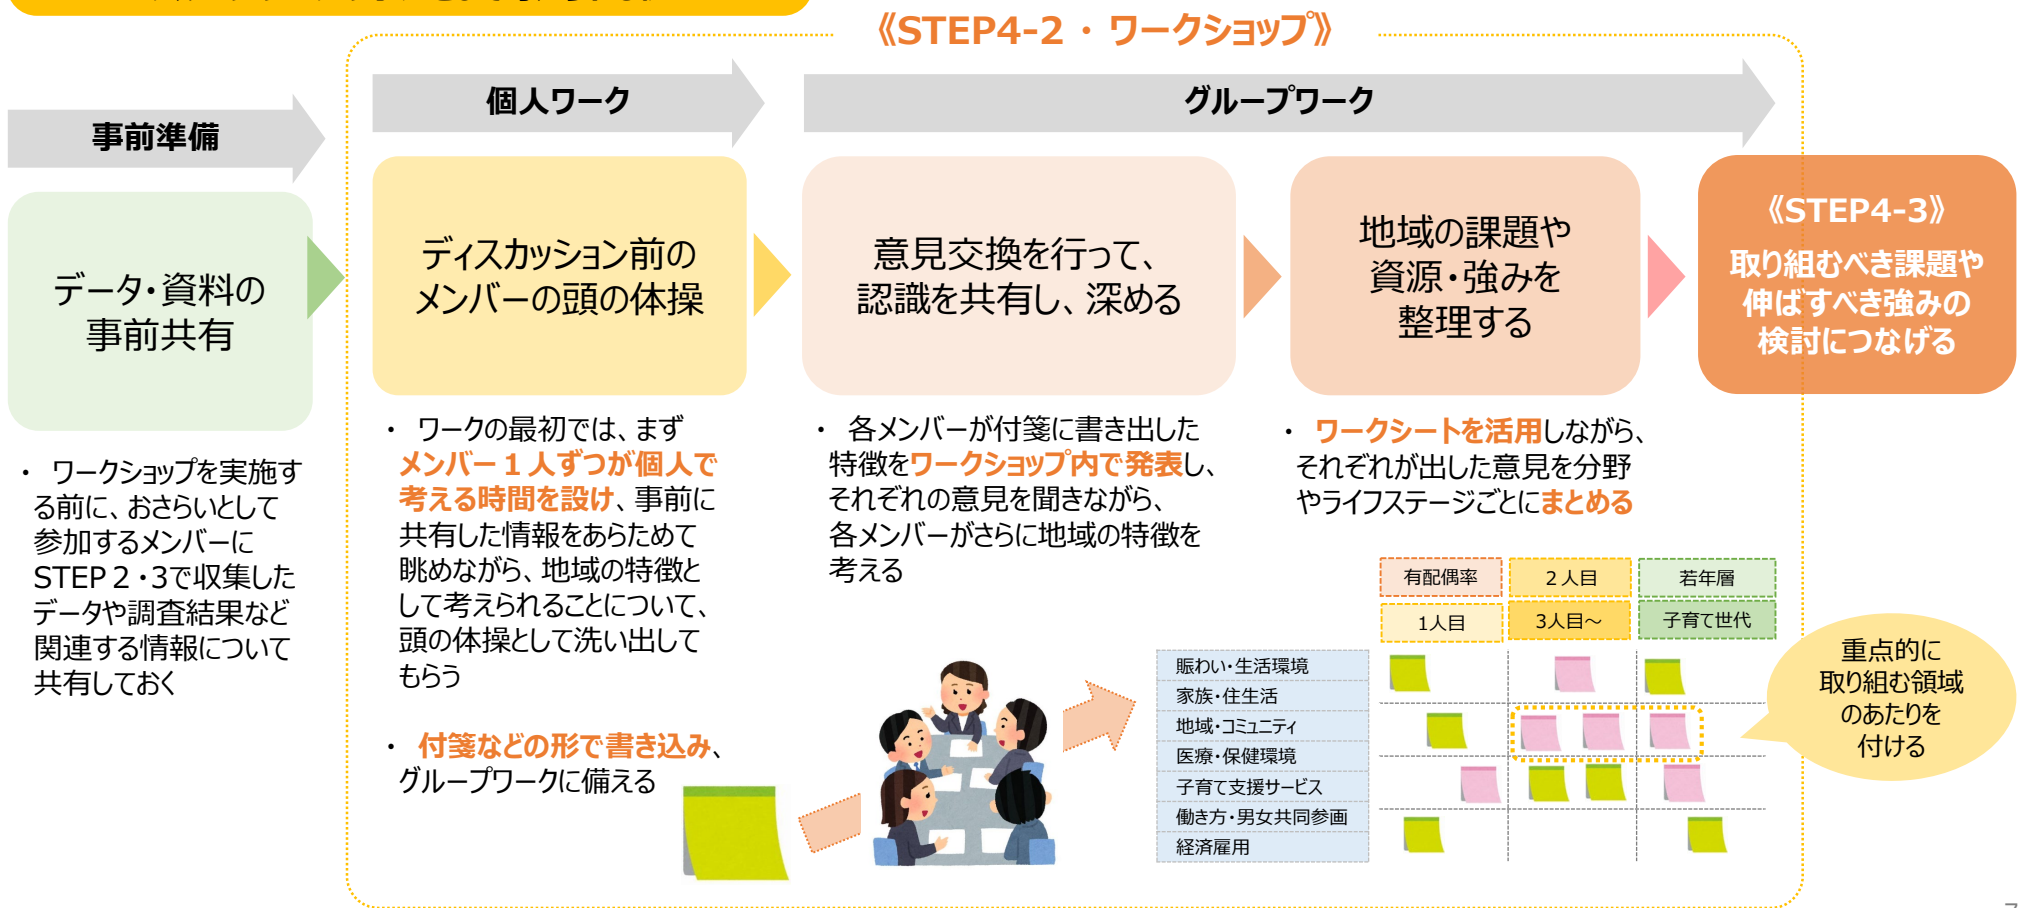 《STEP4-2・ワークショップ》
事前準備
個人ワーク
グループワーク
データ・資料の
事前共有
ディスカッション前の
メンバーの頭の体操
意見交換を行って、
認識を共有し、深める
地域の課題や
資源・強みを
整理する
《STEP4-3》
取り組むべき課題や
伸ばすべき強みの
検討につなげる
・ ワークショップを実施す
る前に、おさらいとして
参加するメンバーに
STEP２・3で収集した
データや調査結果など
関連する情報について
共有しておく
・ ワークの最初では、まず
メンバー１人ずつが個人で
考える時間を設け、事前に
共有した情報をあらためて
眺めながら、地域の特徴と
して考えられることについて、
頭の体操として洗い出して
もらう
・ 付箋などの形で書き込み、
グループワークに備える
・ 各メンバーが付箋に書き出した
特徴をワークショップ内で発表し、
それぞれの意見を聞きながら、
各メンバーがさらに地域の特徴を
考える
・ ワークシートを活用しながら、
それぞれが出した意見を分野
やライフステージごとにまとめる
有配偶率
２人目
若年層
1人目
3人目～
子育て世代
賑わい・生活環境
家族・住生活
地域・コミュニティ
医療・保健環境
子育て支援サービス
働き方・男女共同参画
経済雇用
重点的に
取り組む領域
のあたりを
付ける